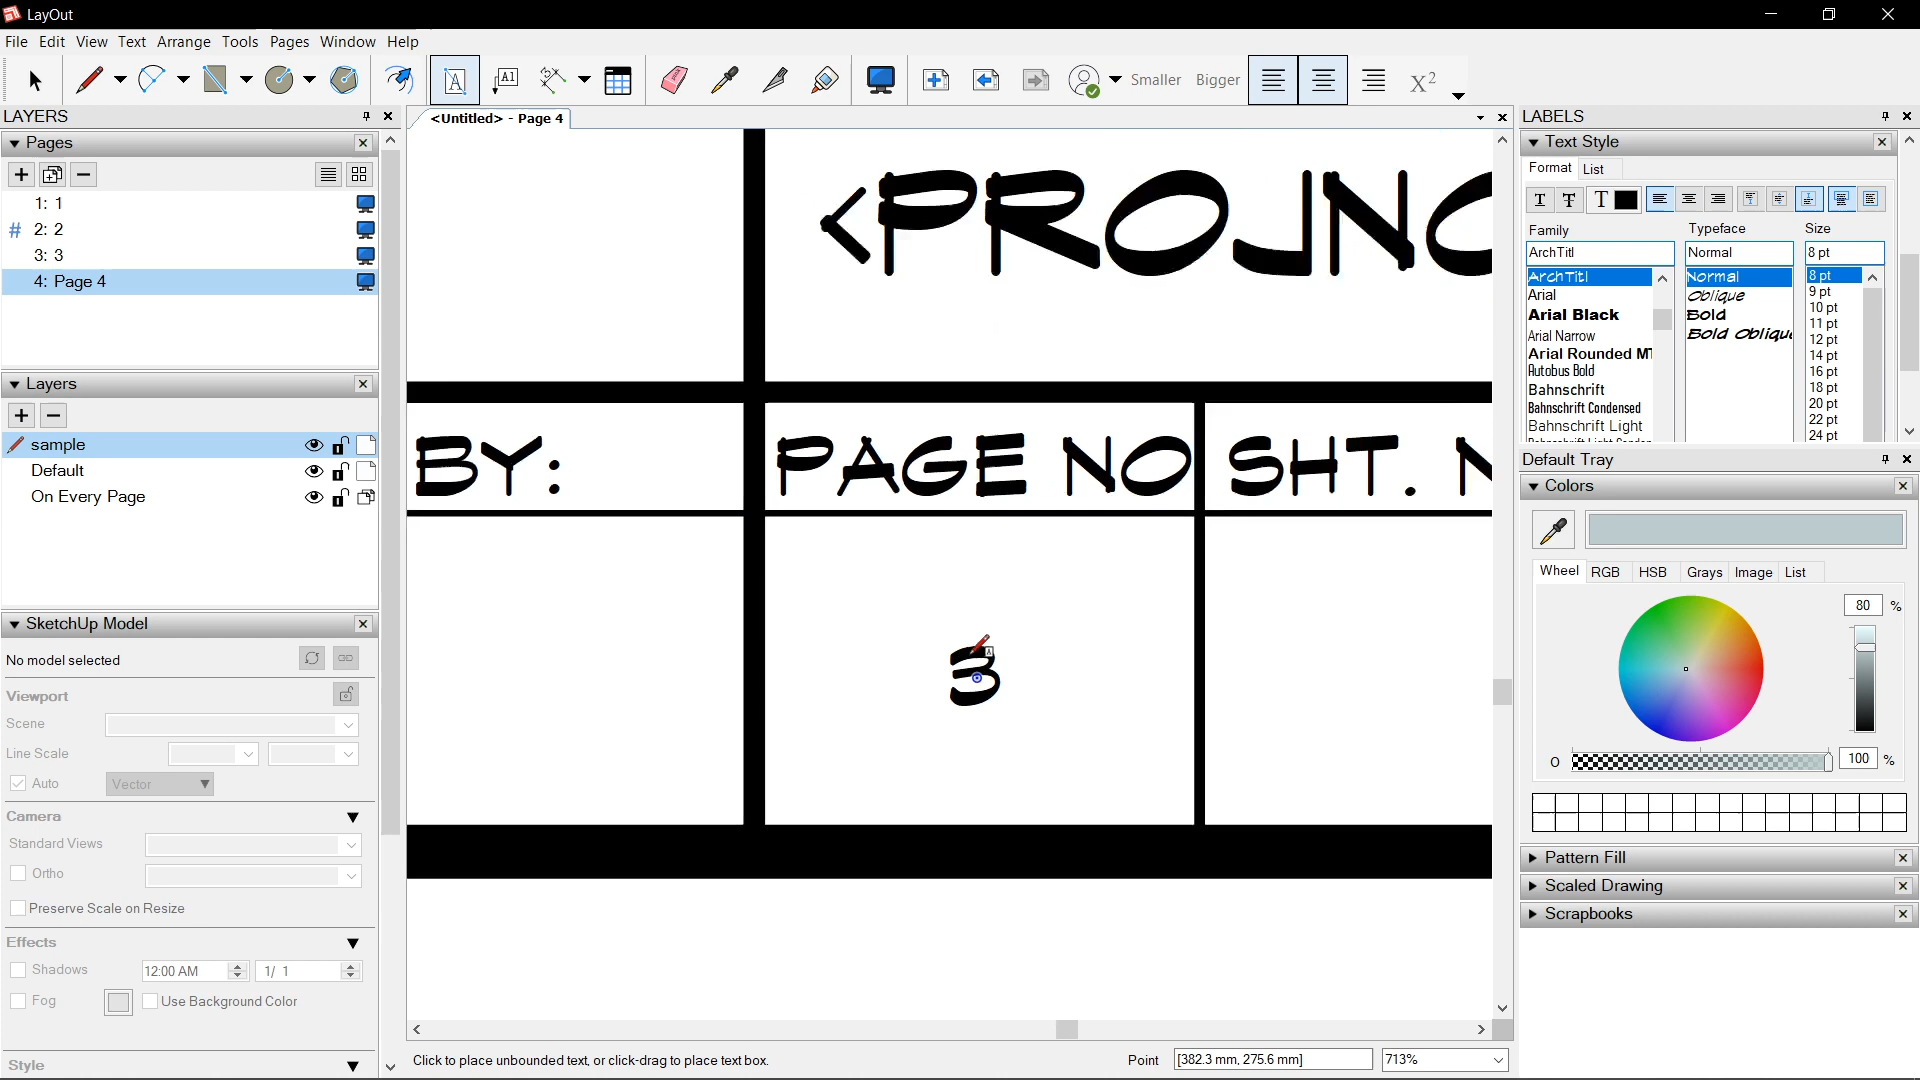 LayOut
File Edit View Text Arrange Tools Pages Window Help
A1 Smaller Bigger X²
LAYERS
Pages
1: 1
# 2: 2
3: 3
4: Page 4
Layers
sample
Default
On Every Page
SketchUp Model
No model selected
Viewport
Scene
Line Scale
Auto Vector
Camera
Standard Views
Ortho
Preserve Scale on Resize
Effects
Shadows 12:00 AM 1/ 1
Fog Use Background Color
Style
<Untitled> - Page 4
<PROJNO
BY: PAGE NO SHT.
3
Click to place unbounded text, or click-drag to place text box.
Point [382.3 mm, 275.6 mm] 713%
LABELS
Text Style
Format List
Family Typeface Size
ArchTitl Normal 8 pt
ArchTitl Normal 8 pt
Arial Oblique 9 pt
Arial Black Bold 10 pt
Arial Narrow Bold Obliqu 11 pt
Arial Rounded MT 12 pt
Autobus Bold 14 pt
Bahnschrift 16 pt
Bahnschrift Condensed 18 pt
Bahnschrift Light 20 pt
22 pt
24 pt
Default Tray
Colors
Wheel RGB HSB Grays Image List
80 %
O 100 %
Pattern Fill
Scaled Drawing
Scrapbooks